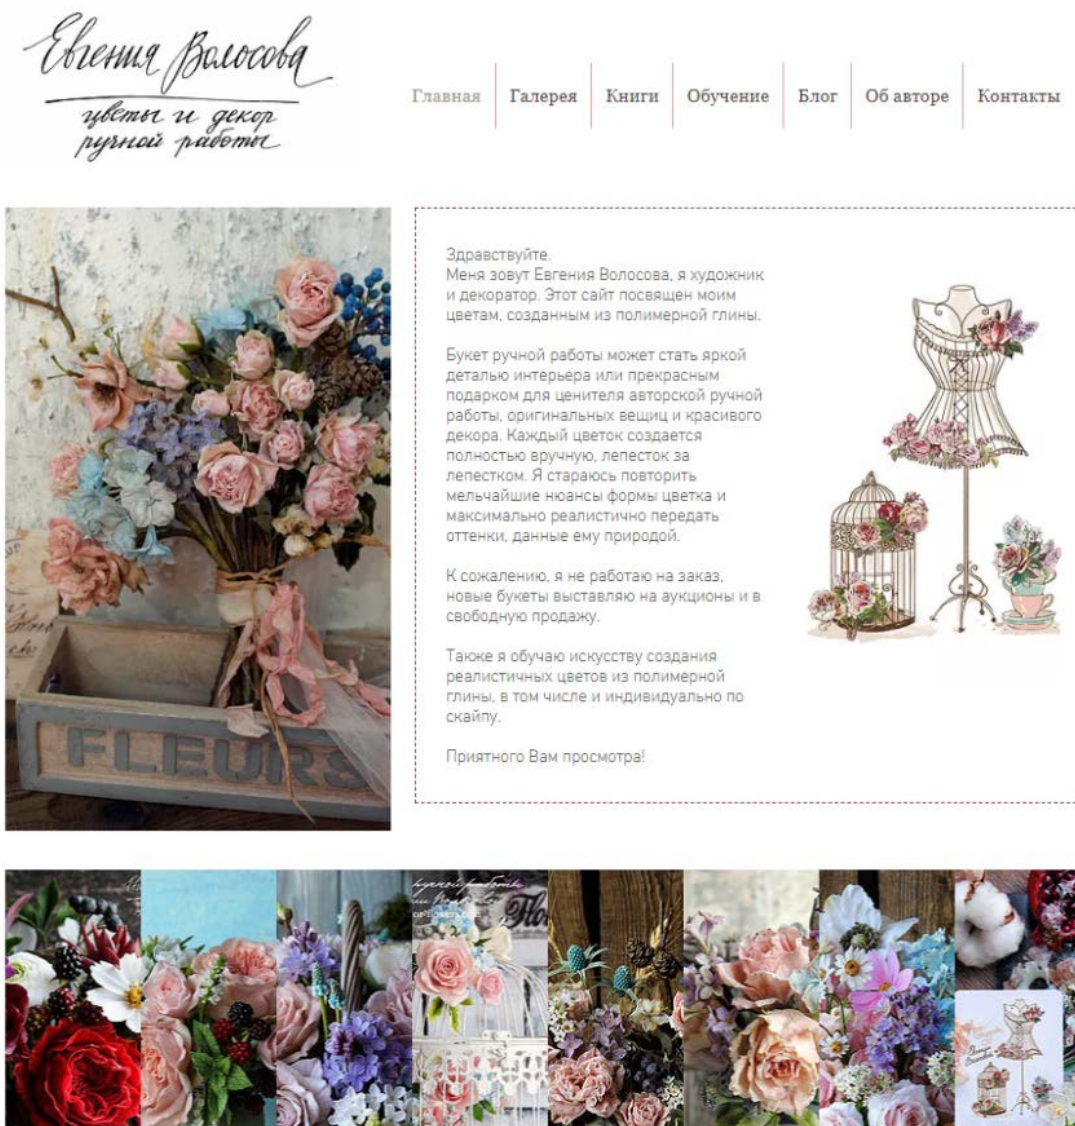 Евгения Волосова
цветы и декор
ручной работы
Главная
Галерея
Книги
Обучение
Блог
Об авторе
Контакты
Здравствуйте.
Меня зовут Евгения Волосова, я художник
и декоратор. Этот сайт посвящен моим
цветам, созданным из полимерной глины.
Букет ручной работы может стать яркой
деталью интерьера или прекрасным
подарком для ценителя авторской ручной
работы, оригинальных вещиц и красивого
декора. Каждый цветок создается
полностью вручную, лепесток за
лепестком. Я стараюсь повторить
мельчайшие нюансы формы цветка и
максимально реалистично передать
оттенки, данные ему природой.
К сожалению, я не работаю на заказ,
новые букеты выставляю на аукционы и в
свободную продажу.
Также я обучаю искусству создания
реалистичных цветов из полимерной
глины, в том числе и индивидуально по
скайпу.
Приятного Вам просмотра!
FLEURS
ручной работы